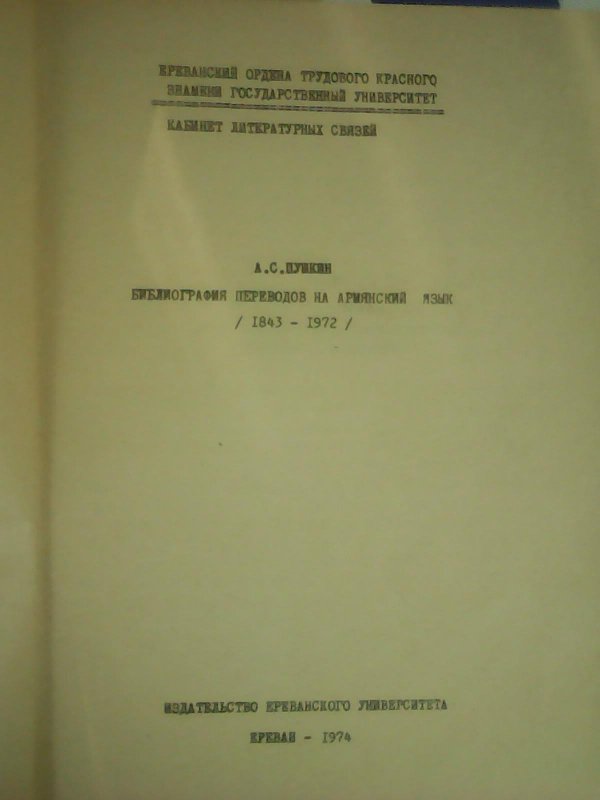 ЕРЕВАНСКИЙ ОРДЕНА ТРУДОВОГО КРАСНОГО
ЗНАМЕНИ ГОСУДАРСТВЕННЫЙ УНИВЕРСИТЕТ
КАБИНЕТ ЛИТЕРАТУРНЫХ СВЯЗЕЙ
А.С.ПУШКИН
БИБЛИОГРАФИЯ ПЕРЕВОДОВ НА АРМЯНСКИЙ ЯЗЫК
/ 1843 - 1972 /
ИЗДАТЕЛЬСТВО ЕРЕВАНСКОГО УНИВЕРСИТЕТА
ЕРЕВАН - 1974